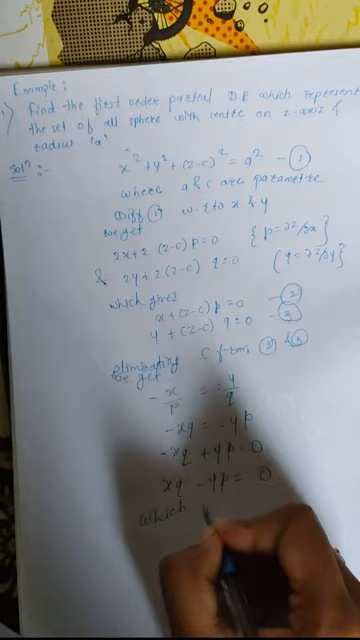 Example:
1) Find the first order partial DE which represent
the set of all sphere with centre on z-axis &
radius 'a'
Solⁿ :-
x² + y² + (z-c)² = a² - ①
where a & c are parametre
Diff ① w-r-to x & y
we get
2x + 2 (z-c) p = 0 { p = ∂z/∂x }
& 2y + 2 (z-c) q = 0 { q = ∂z/∂y }
which gives
x + (z-c) p = 0 - ②
y + (z-c) q = 0 - ③
eliminating c from ② & ③
we get
- x/p = - y/q
- xq = - yp
- xq + yp = 0
xq - yp = 0
which